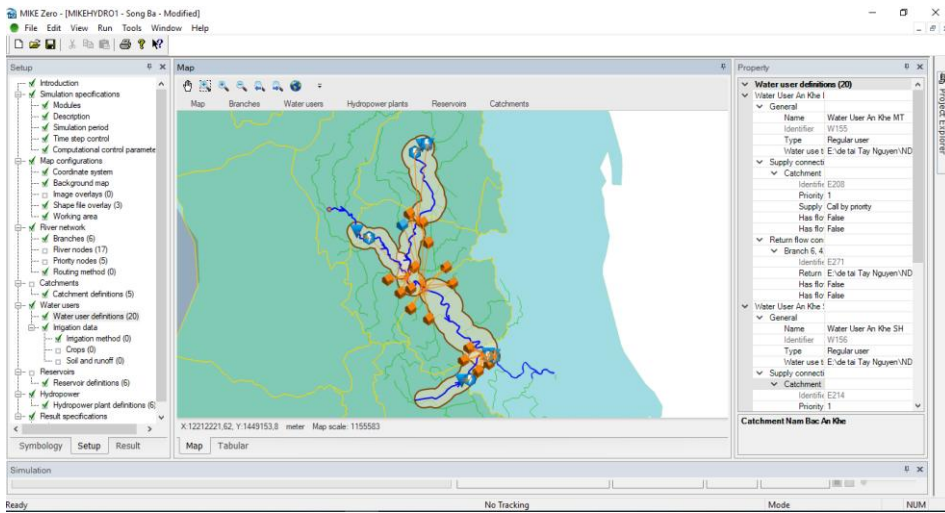 MIKE Zero - [MIKEHYDRO1 - Song Ba - Modified]
File Edit View Run Tools Window Help
Setup
Introduction
Simulation specifications
Modules
Description
Simulation period
Time step control
Computational control paramete
Map configurations
Coordinate system
Background map
Image overlays (0)
Shape file overlay (3)
Working area
River network
Branches (6)
River nodes (17)
Priority nodes (5)
Routing method (0)
Catchments
Catchment definitions (5)
Water users
Water user definitions (20)
Irrigation data
Irrigation method (0)
Crops (0)
Soil and runoff (0)
Reservoirs
Reservoir definitions (6)
Hydropower
Hydropower plant definitions (6)
Result specifications
Symbology Setup Result
Map
Map Branches Water users Hydropower plants Reservoirs Catchments
X:12212221,62, Y:1449153,8 meter Map scale: 1155583
Map Tabular
Property
Water user definitions (20)
Water User An Khe
General
Name Water User An Khe MT
Identifier W155
Type Regular user
Water use t E:\de tai Tay Nguyen\ND
Supply connecti
Catchment
Identifie E208
Priority 1
Supply Call by priority
Has flo False
Has flo False
Return flow con
Branch 6, 4
Identifie E271
Return E:\de tai Tay Nguyen\ND
Has flo False
Has flo False
Water User An Khe
General
Name Water User An Khe SH
Identifie W156
Type Regular user
Water use t E:\de tai Tay Nguyen\ND
Supply connecti
Catchment
Identifie E214
Priority 1
Catchment Nam Bac An Khe
Project Explorer
Simulation
Ready No Tracking Mode NUM